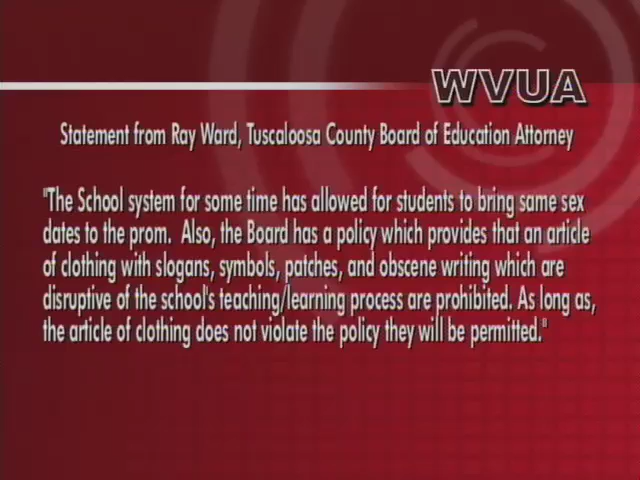 WVUA
Statement from Ray Ward, Tuscaloosa County Board of Education Attorney
"The School system for some time has allowed for students to bring same sex
dates to the prom. Also, the Board has a policy which provides that an article
of clothing with slogans, symbols, patches, and obscene writing which are
disruptive of the school's teaching/learning process are prohibited. As long as,
the article of clothing does not violate the policy they will be permitted."